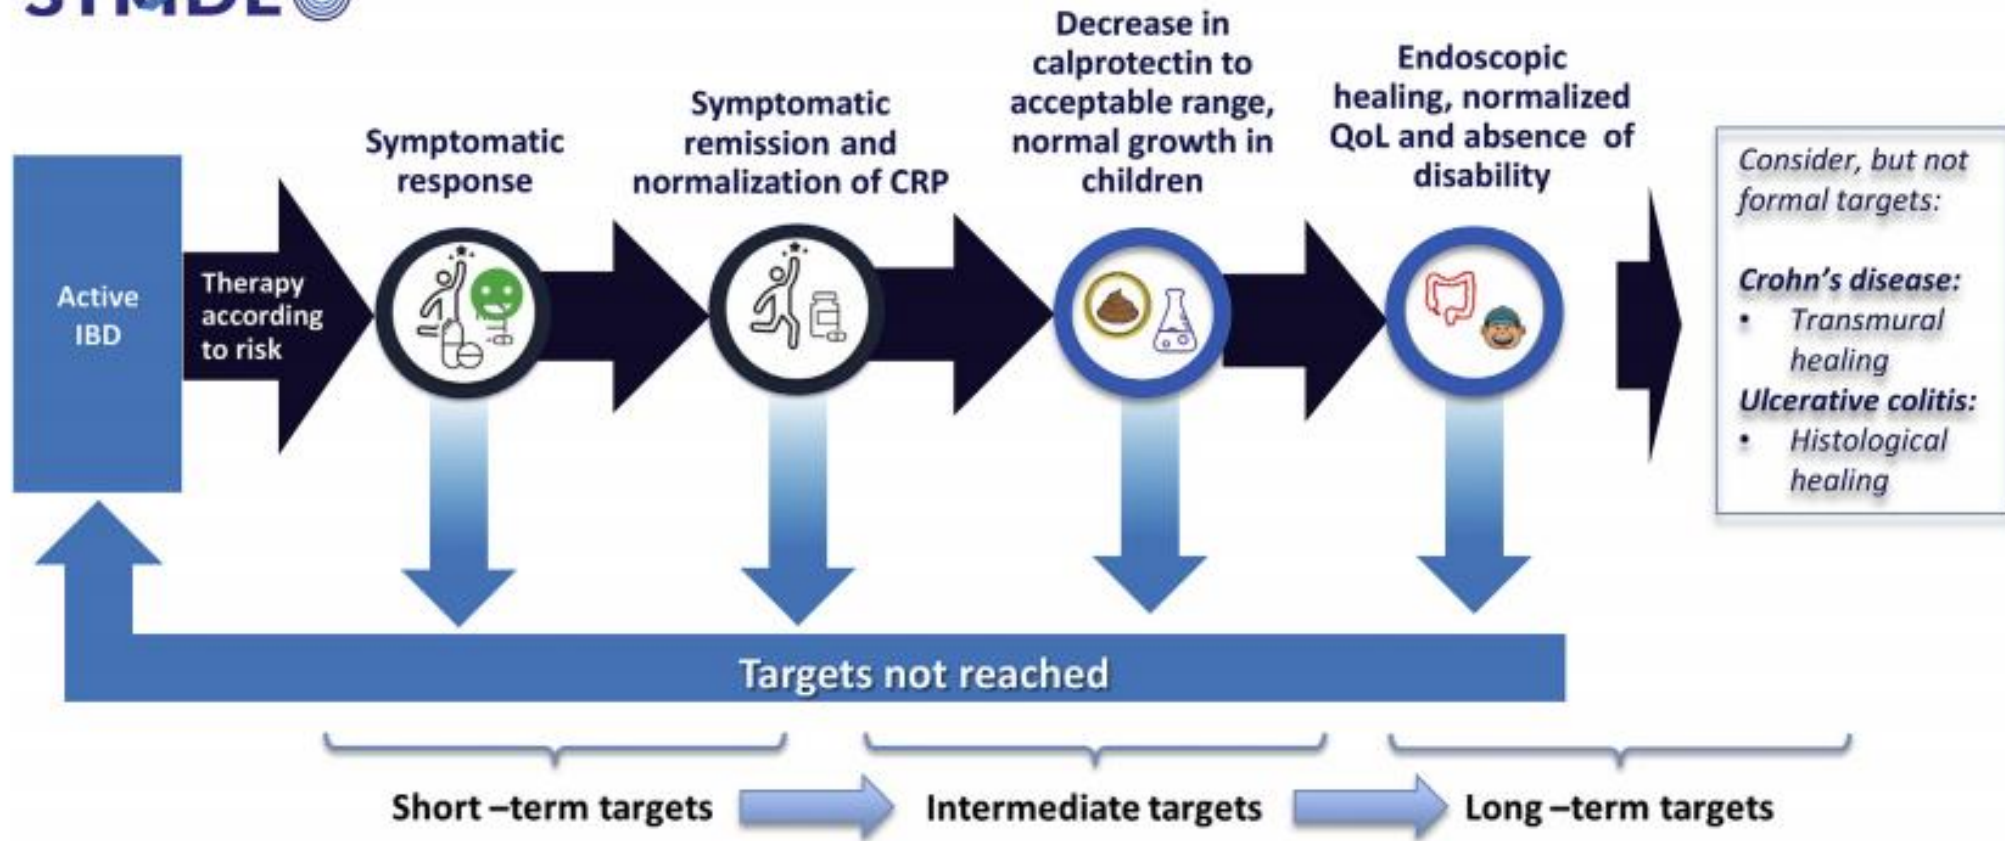 Active
IBD
Therapy
according
to risk
Symptomatic
response
Symptomatic
remission and
normalization of CRP
Decrease in
calprotectin to
acceptable range,
normal growth in
children
Endoscopic
healing, normalized
QoL and absence of
disability
Consider, but not
formal targets:
Crohn's disease:
• Transmural
healing
Ulcerative colitis:
• Histological
healing
Targets not reached
Short –term targets
Intermediate targets
Long –term targets